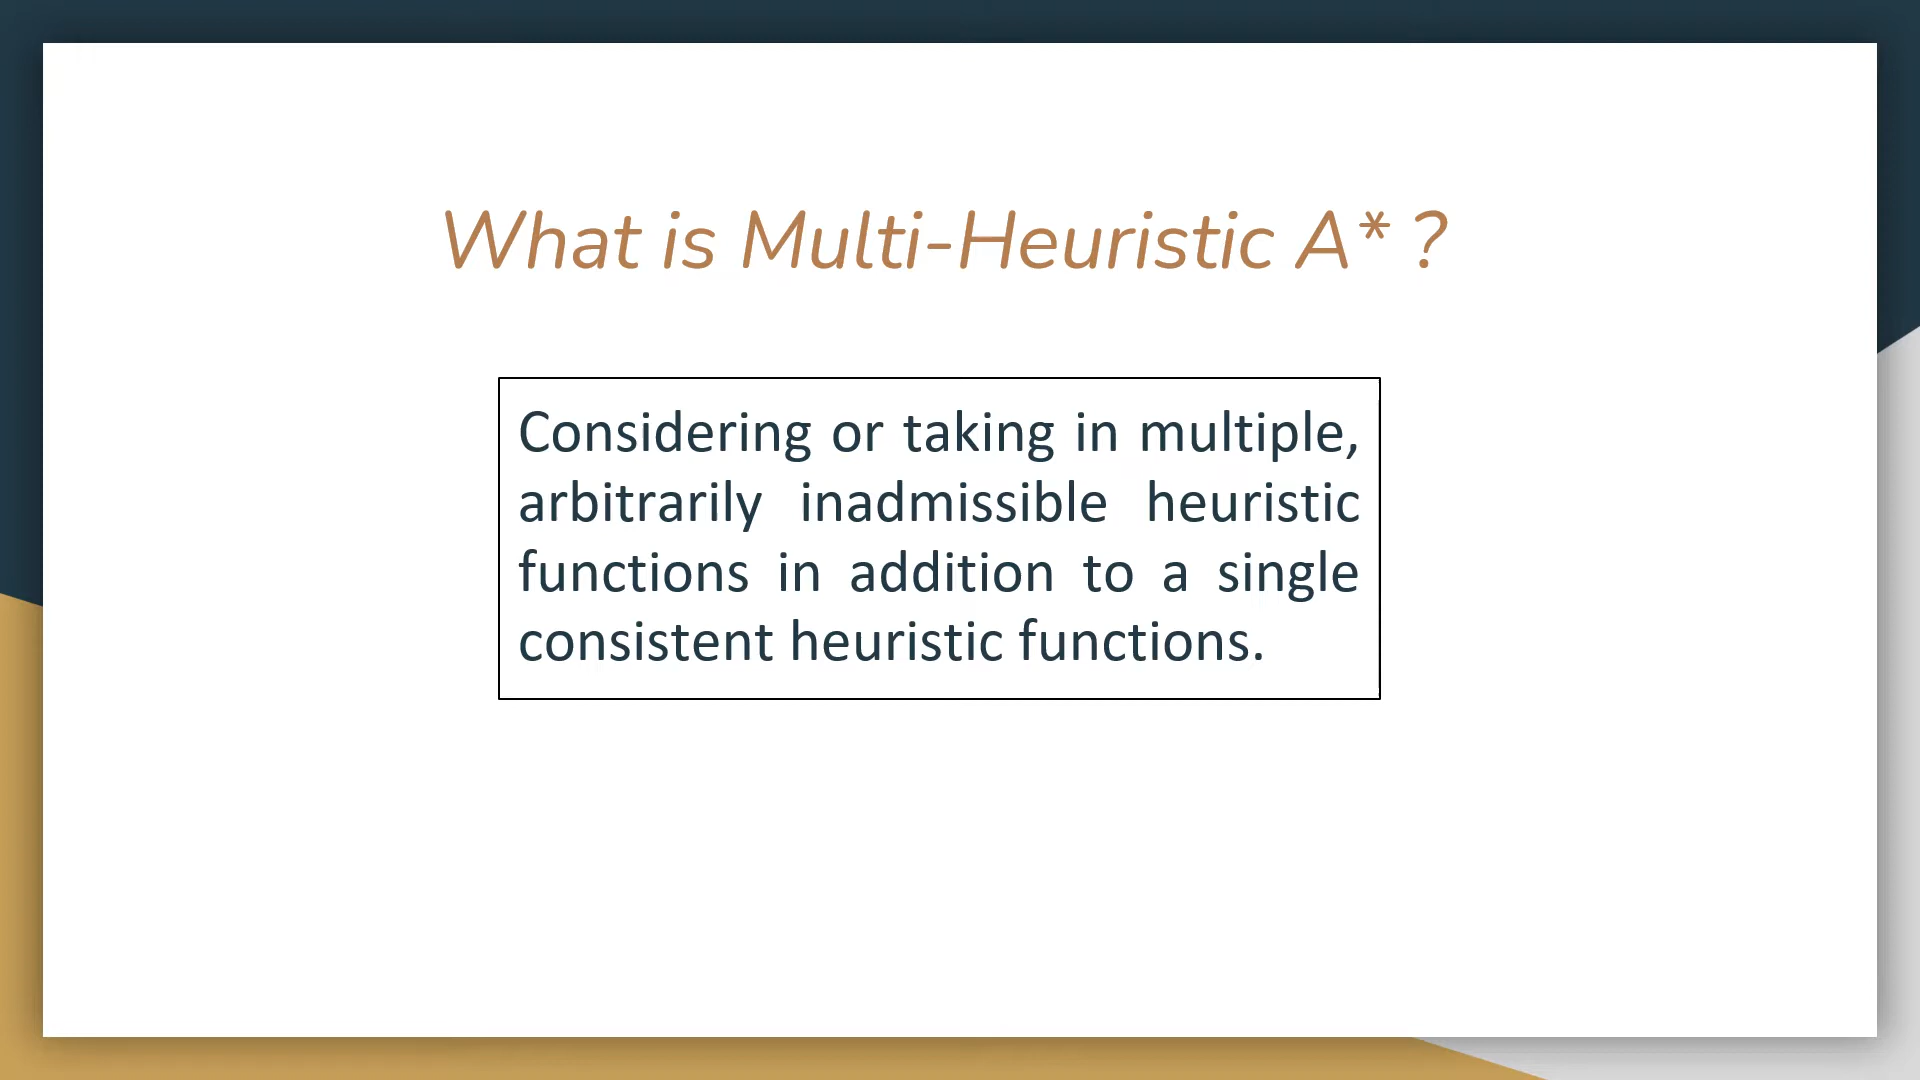 What is Multi-Heuristic A* ?
Considering or taking in multiple,
arbitrarily inadmissible heuristic
functions in addition to a single
consistent heuristic functions.